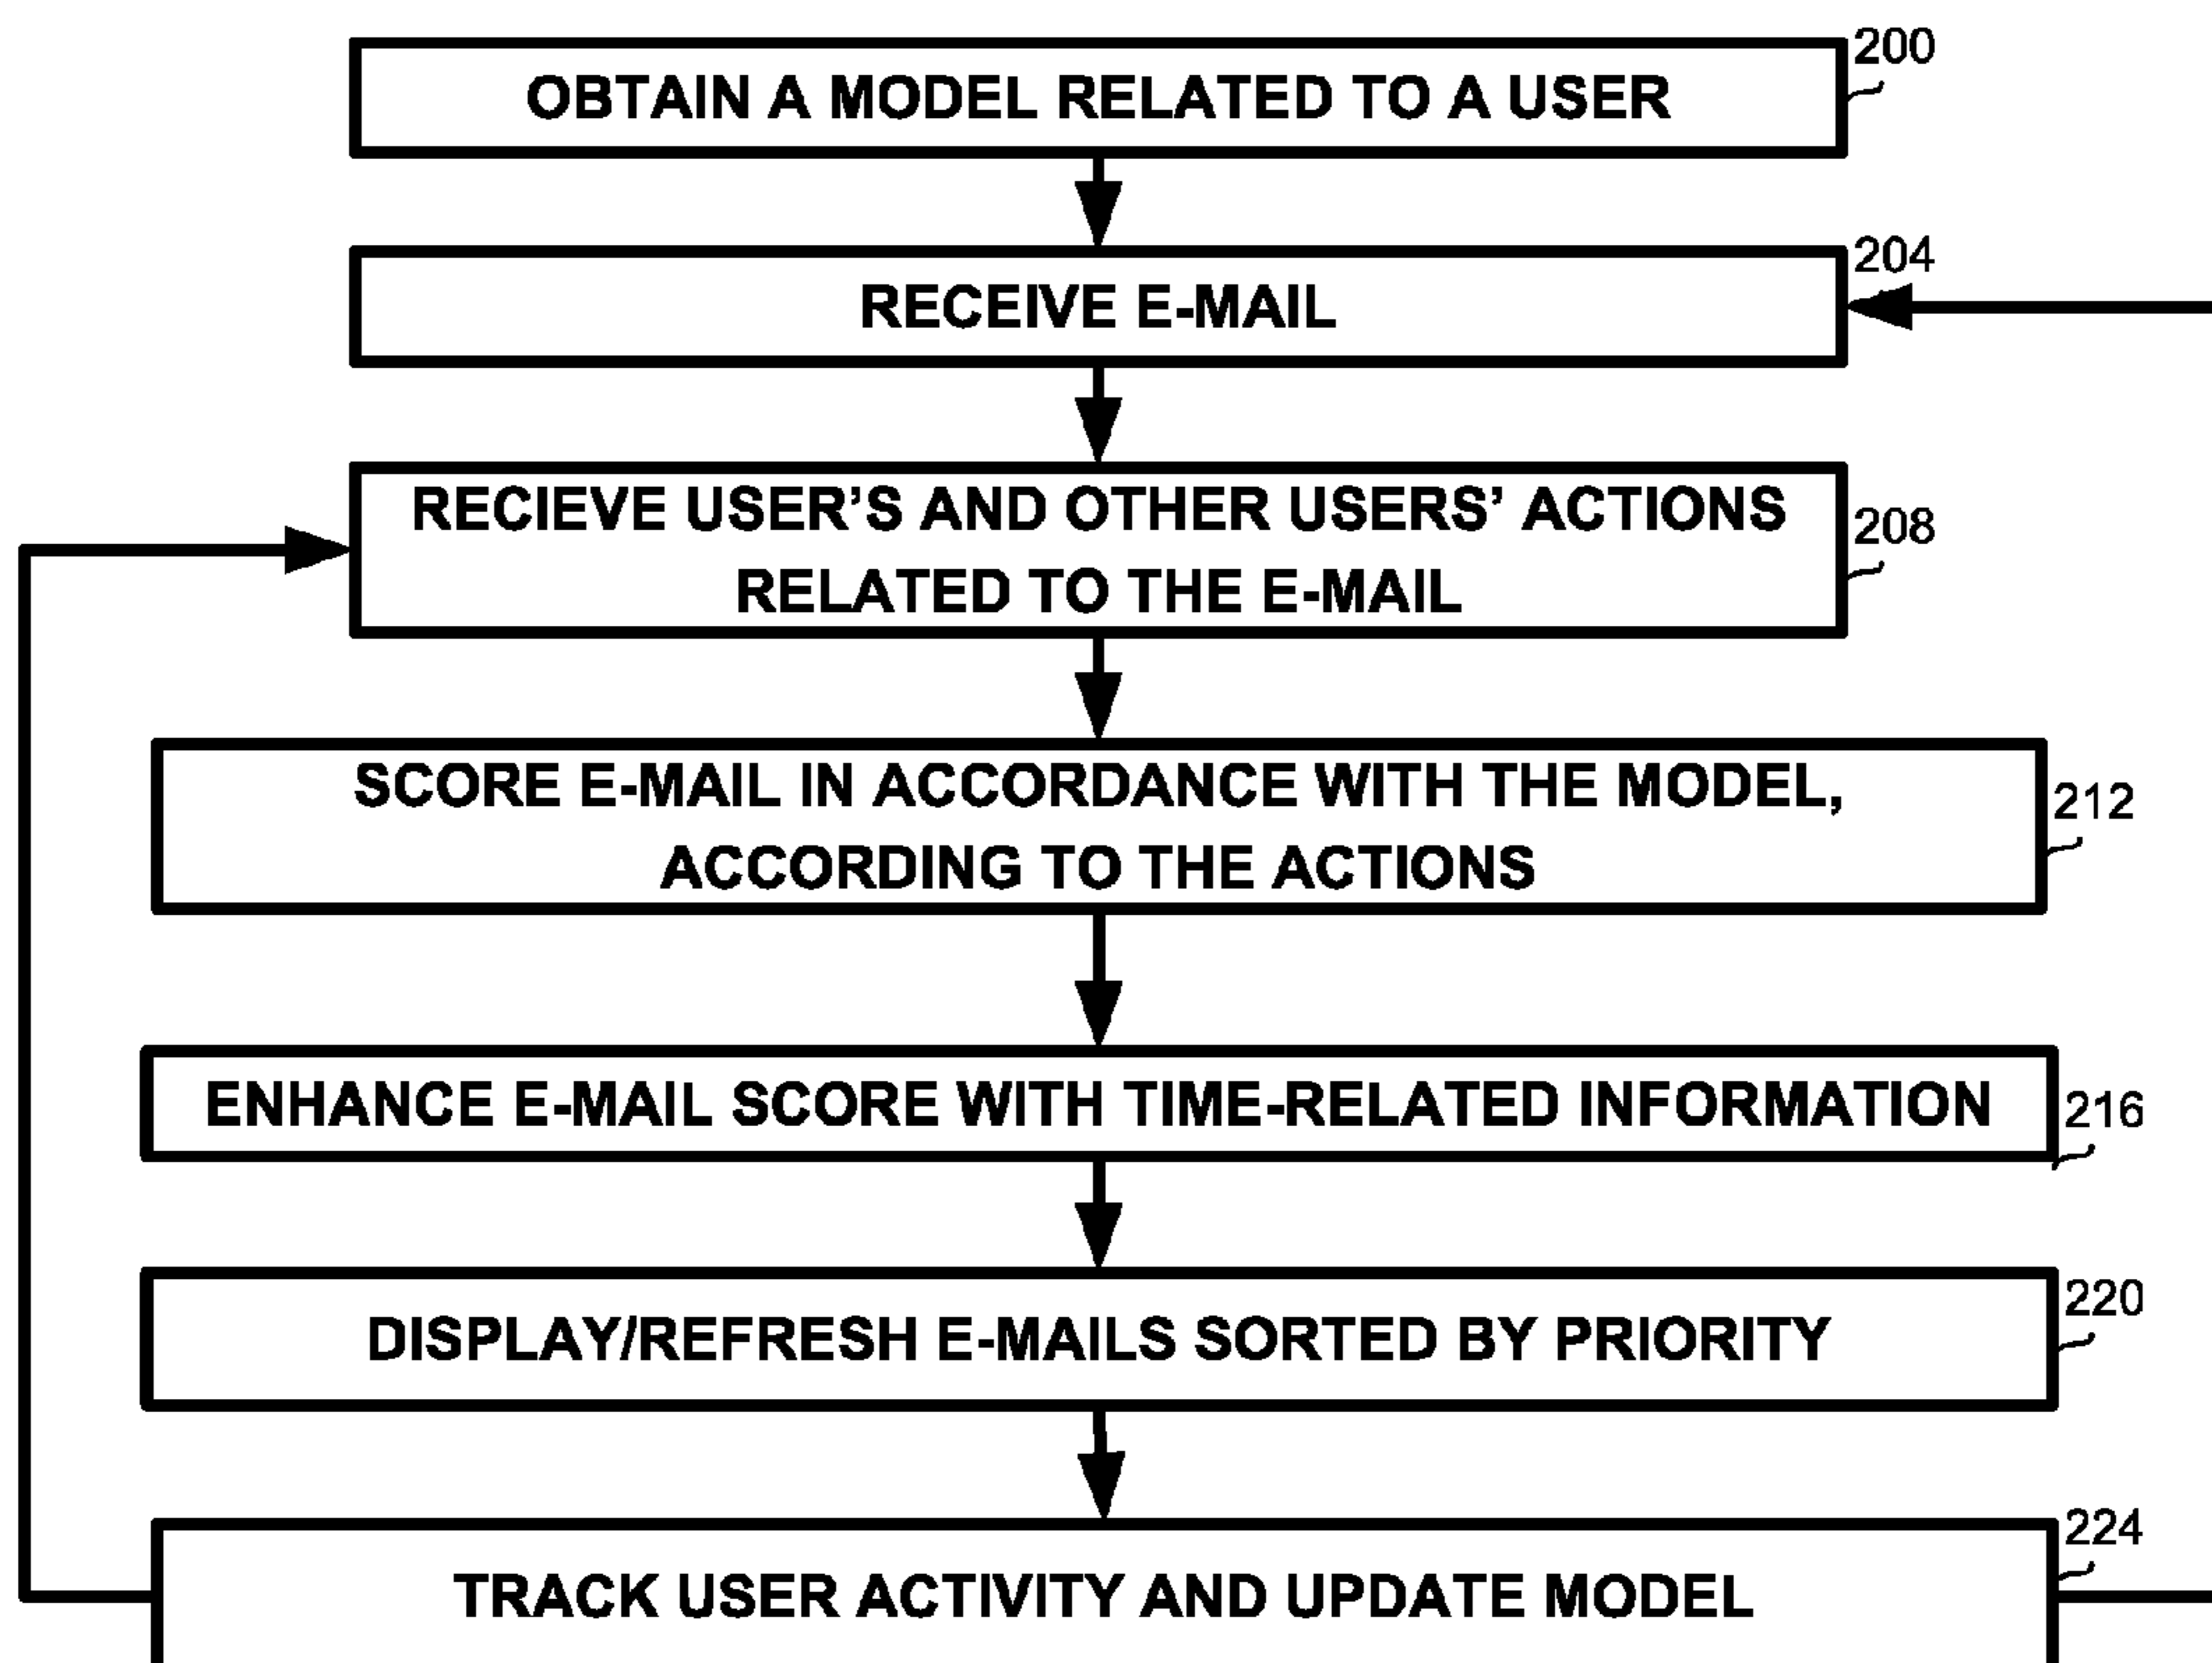 200
OBTAIN A MODEL RELATED TO A USER
204
RECEIVE E-MAIL
RECIEVE USER’S AND OTHER USERS’ ACTIONS
208
RELATED TO THE E-MAIL
SCORE E-MAIL IN ACCORDANCE WITH THE MODEL,
212
ACCORDING TO THE ACTIONS
ENHANCE E-MAIL SCORE WITH TIME-RELATED INFORMATION
216
220
DISPLAY/REFRESH E-MAILS SORTED BY PRIORITY
224
TRACK USER ACTIVITY AND UPDATE MODEL